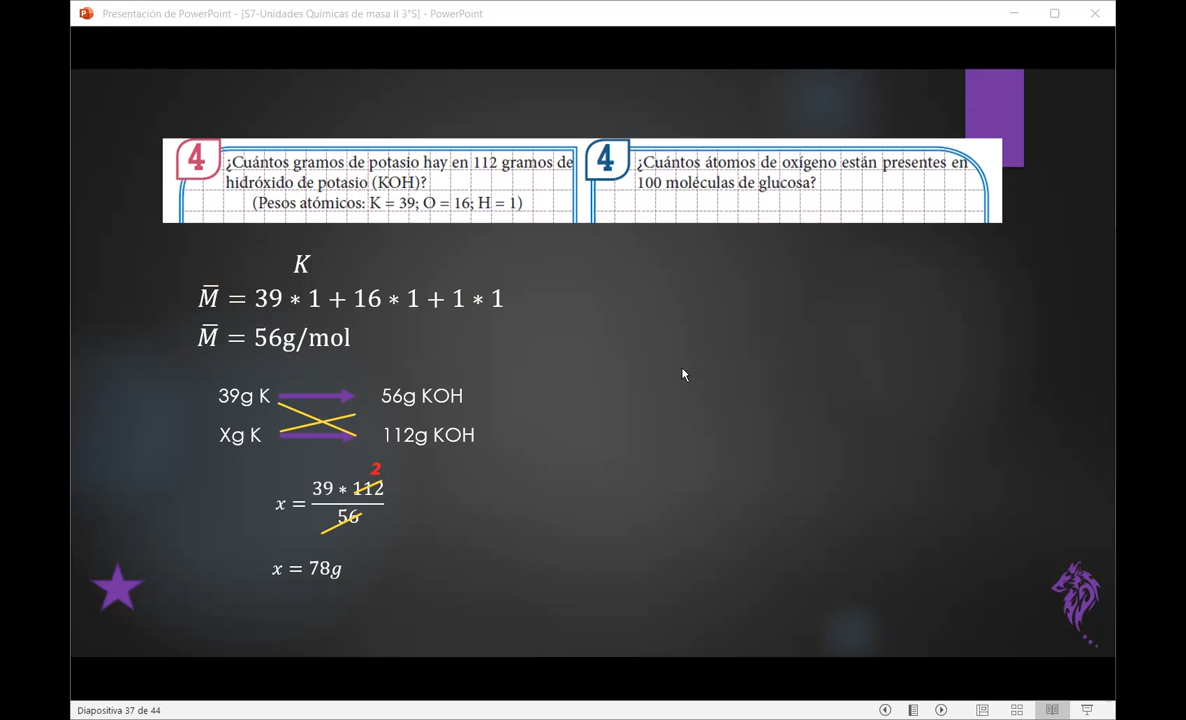 Presentación de PowerPoint - [S7-Unidades Químicas de masa II 3°S] - PowerPoint
4
¿Cuántos gramos de potasio hay en 112 gramos de
hidróxido de potasio (KOH)?
(Pesos atómicos: K = 39; O = 16; H = 1)
4
¿Cuántos átomos de oxígeno están presentes en
100 moléculas de glucosa?
K
M̅ = 39 ∗ 1 + 16 ∗ 1 + 1 ∗ 1
M̅ = 56g/mol
39g K 56g KOH
Xg K 112g KOH
2
x = 39 ∗ 112 / 56
x = 78g
Diapositiva 37 de 44